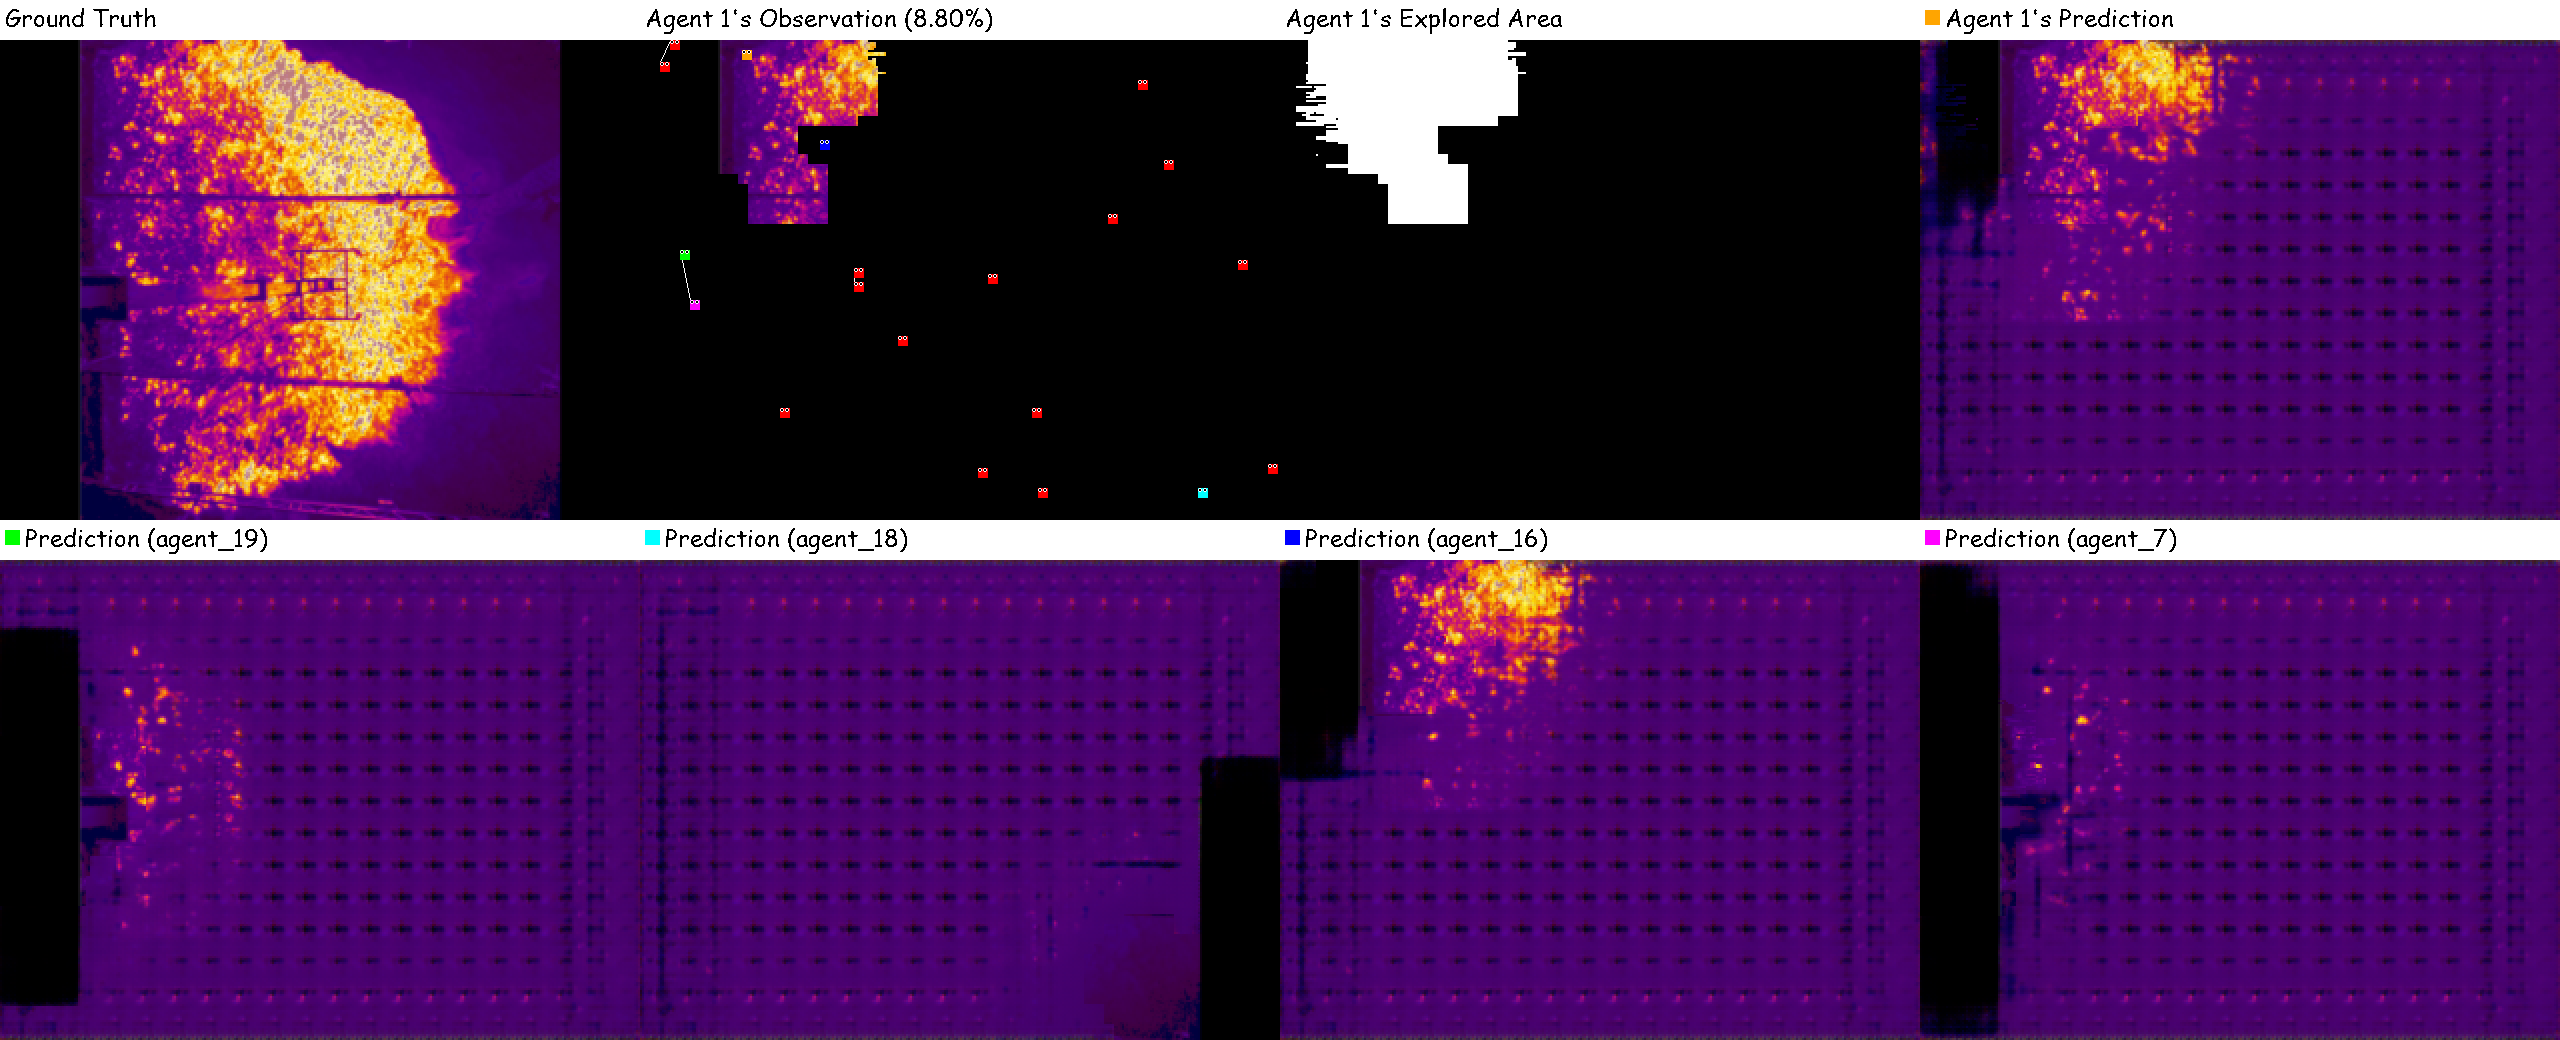 Ground Truth
Agent 1's Observation (8.80%)
Agent 1's Explored Area
Agent 1's Prediction
Prediction (agent_19)
Prediction (agent_18)
Prediction (agent_16)
Prediction (agent_7)